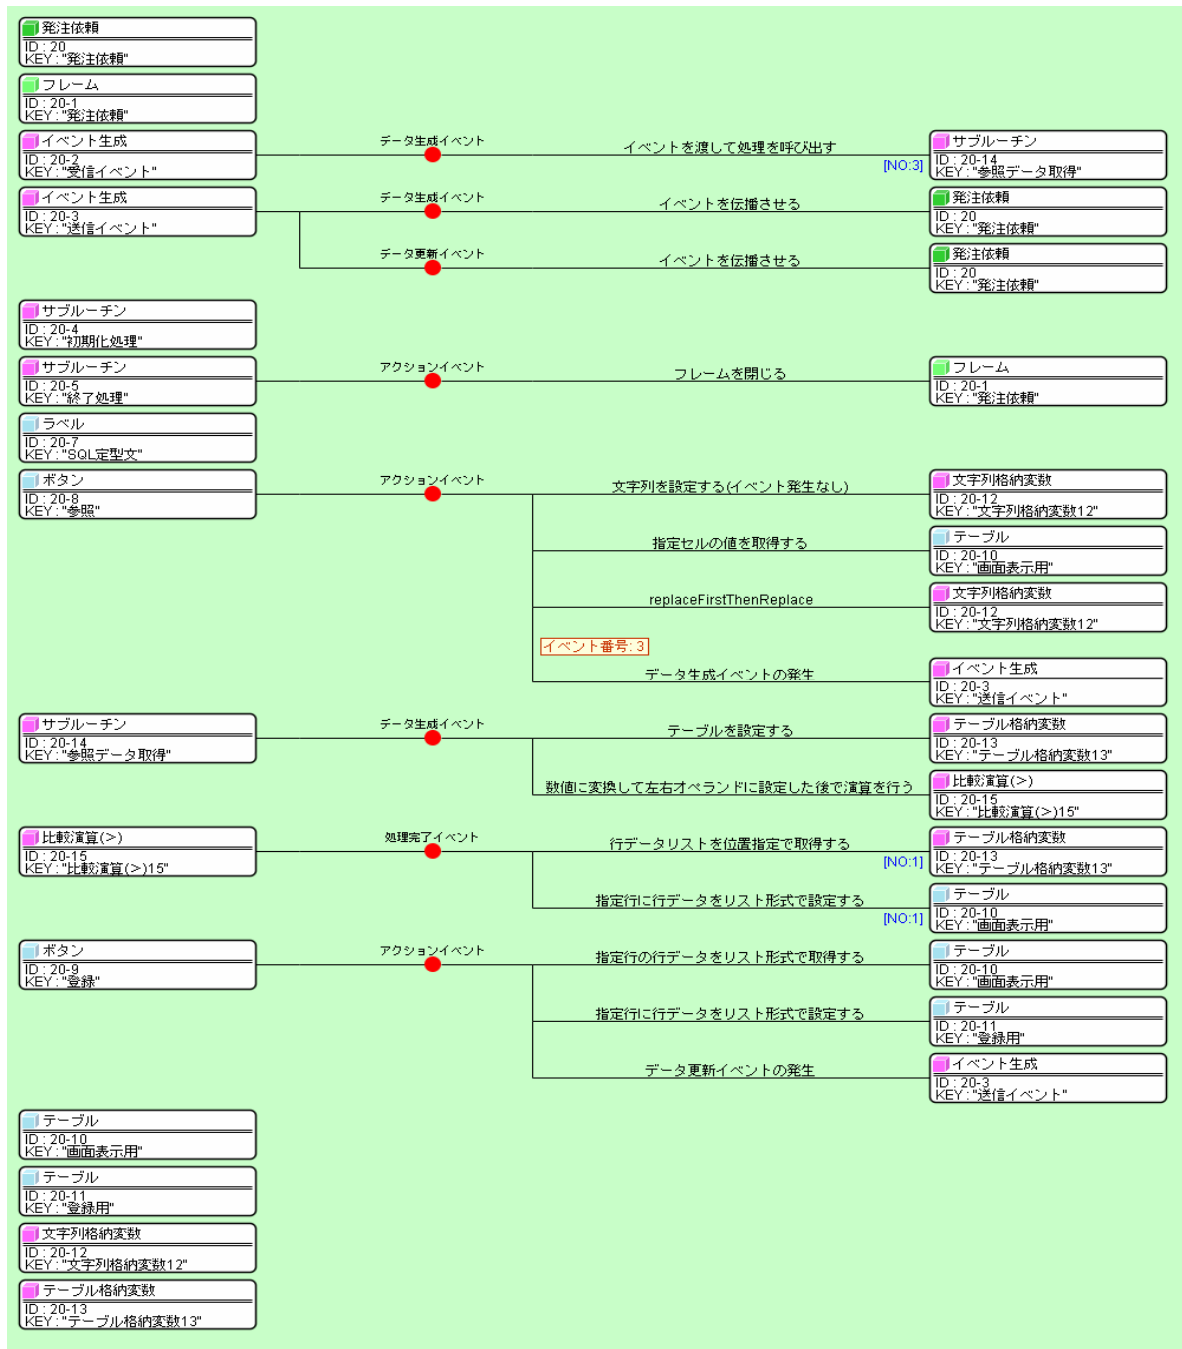 発注依頼
ID : 20
KEY : "発注依頼"
フレーム
ID : 20-1
KEY : "発注依頼"
イベント生成
ID : 20-2
KEY : "受信イベント"
データ生成イベント
イベントを渡して処理を呼び出す
[NO:3]
サブルーチン
ID : 20-14
KEY : "参照データ取得"
イベント生成
ID : 20-3
KEY : "送信イベント"
データ生成イベント
イベントを伝播させる
発注依頼
ID : 20
KEY : "発注依頼"
データ更新イベント
イベントを伝播させる
発注依頼
ID : 20
KEY : "発注依頼"
サブルーチン
ID : 20-4
KEY : "初期化処理"
サブルーチン
ID : 20-5
KEY : "終了処理"
アクションイベント
フレームを閉じる
フレーム
ID : 20-1
KEY : "発注依頼"
ラベル
ID : 20-7
KEY : "SQL定型文"
ボタン
ID : 20-8
KEY : "参照"
アクションイベント
文字列を設定する(イベント発生なし)
文字列格納変数
ID : 20-12
KEY : "文字列格納変数12"
指定セルの値を取得する
テーブル
ID : 20-10
KEY : "画面表示用"
replaceFirstThenReplace
文字列格納変数
ID : 20-12
KEY : "文字列格納変数12"
イベント番号: 3
データ生成イベントの発生
イベント生成
ID : 20-3
KEY : "送信イベント"
サブルーチン
ID : 20-14
KEY : "参照データ取得"
データ生成イベント
テーブルを設定する
テーブル格納変数
ID : 20-13
KEY : "テーブル格納変数13"
数値に変換して左右オペランドに設定した後で演算を行う
比較演算(>)
ID : 20-15
KEY : "比較演算(>)15"
比較演算(>)
ID : 20-15
KEY : "比較演算(>)15"
処理完了イベント
行データリストを位置指定で取得する
[NO:1]
テーブル格納変数
ID : 20-13
KEY : "テーブル格納変数13"
指定行に行データをリスト形式で設定する
[NO:1]
テーブル
ID : 20-10
KEY : "画面表示用"
ボタン
ID : 20-9
KEY : "登録"
アクションイベント
指定行の行データをリスト形式で取得する
テーブル
ID : 20-10
KEY : "画面表示用"
指定行に行データをリスト形式で設定する
テーブル
ID : 20-11
KEY : "登録用"
データ更新イベントの発生
イベント生成
ID : 20-3
KEY : "送信イベント"
テーブル
ID : 20-10
KEY : "画面表示用"
テーブル
ID : 20-11
KEY : "登録用"
文字列格納変数
ID : 20-12
KEY : "文字列格納変数12"
テーブル格納変数
ID : 20-13
KEY : "テーブル格納変数13"